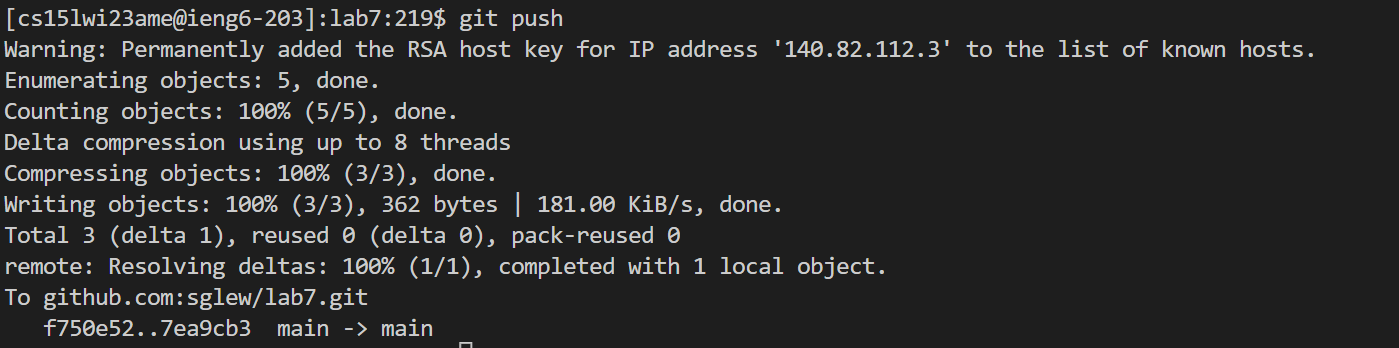 [cs15lwi23ame@ieng6-203]:lab7:219$ git push
Warning: Permanently added the RSA host key for IP address '140.82.112.3' to the list of known hosts.
Enumerating objects: 5, done.
Counting objects: 100% (5/5), done.
Delta compression using up to 8 threads
Compressing objects: 100% (3/3), done.
Writing objects: 100% (3/3), 362 bytes | 181.00 KiB/s, done.
Total 3 (delta 1), reused 0 (delta 0), pack-reused 0
remote: Resolving deltas: 100% (1/1), completed with 1 local object.
To github.com:sglew/lab7.git
   f750e52..7ea9cb3  main -> main